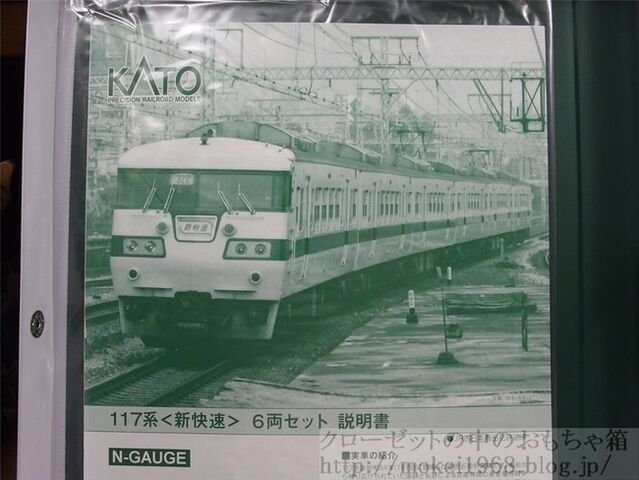 KATO
PRECISION RAILROAD MODELS
新快速
117系<新快速> 6両セット 説明書
N-GAUGE
■実車の紹介
クローゼットの中のおもちゃ箱
http://mokei1968.blog.jp/